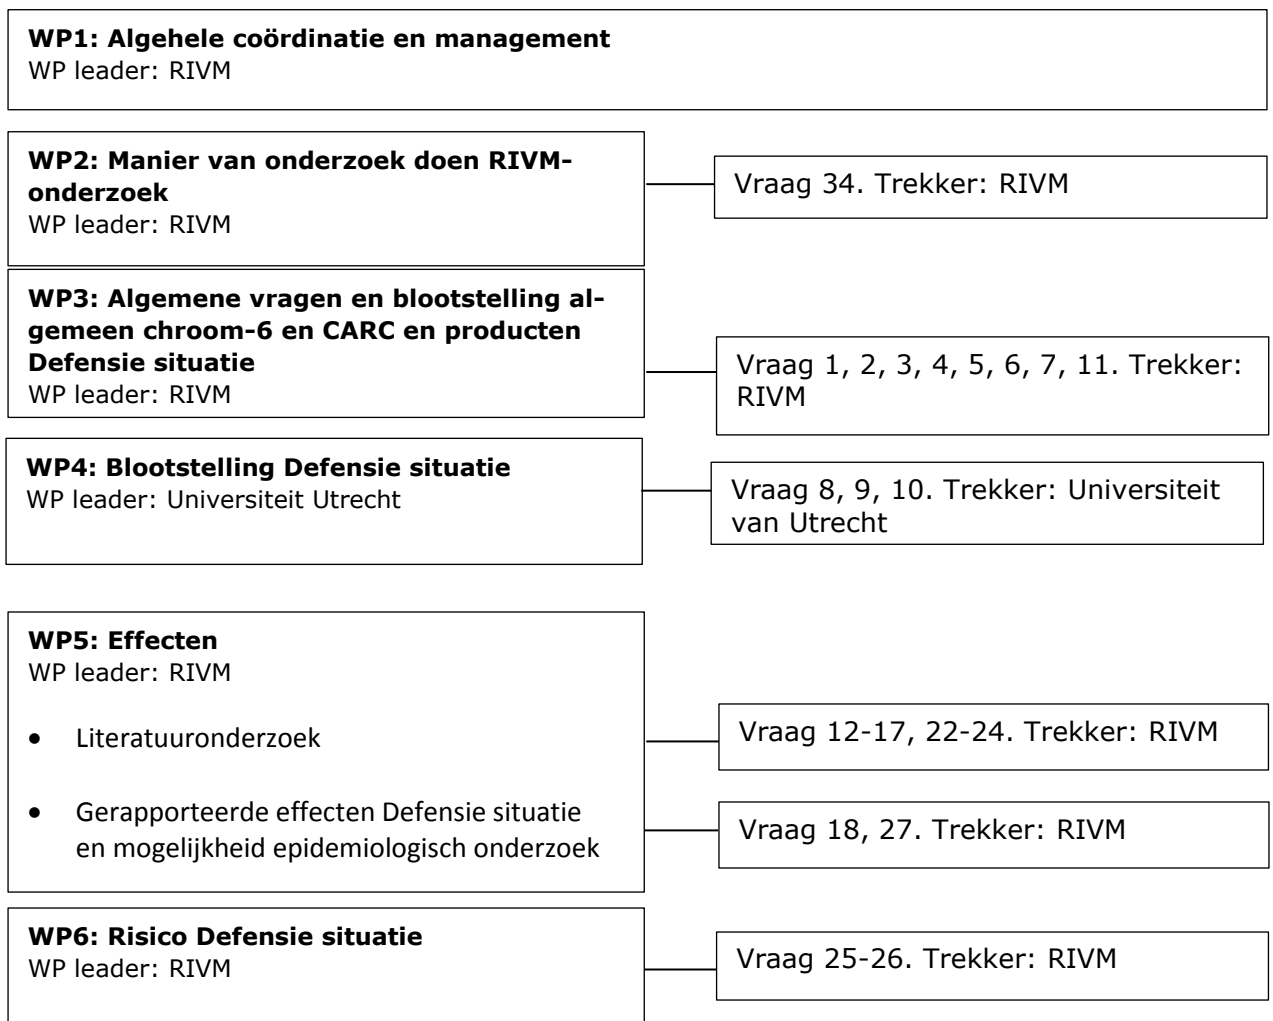 WP1: Algehele coördinatie en management
WP leader: RIVM
WP2: Manier van onderzoek doen RIVM-
onderzoek
WP leader: RIVM
Vraag 34. Trekker: RIVM
WP3: Algemene vragen en blootstelling al-
gemeen chroom-6 en CARC en producten
Defensie situatie
WP leader: RIVM
Vraag 1, 2, 3, 4, 5, 6, 7, 11. Trekker:
RIVM
WP4: Blootstelling Defensie situatie
WP leader: Universiteit Utrecht
Vraag 8, 9, 10. Trekker: Universiteit
van Utrecht
WP5: Effecten
WP leader: RIVM
• Literatuuronderzoek
Vraag 12-17, 22-24. Trekker: RIVM
• Gerapporteerde effecten Defensie situatie
en mogelijkheid epidemiologisch onderzoek
Vraag 18, 27. Trekker: RIVM
WP6: Risico Defensie situatie
WP leader: RIVM
Vraag 25-26. Trekker: RIVM